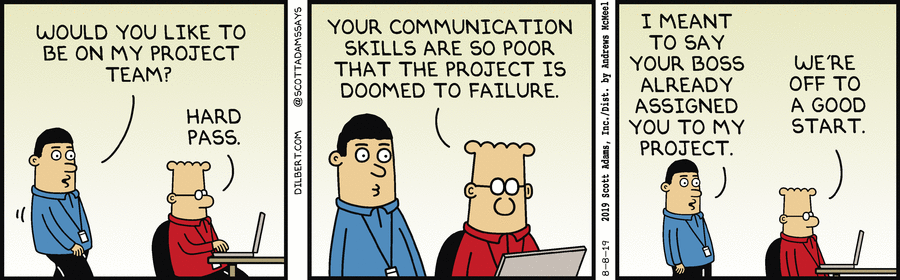 WOULD YOU LIKE TO
BE ON MY PROJECT
TEAM?
HARD
PASS.
DILBERT.COM @SCOTTADAMSSAYS
YOUR COMMUNICATION
SKILLS ARE SO POOR
THAT THE PROJECT IS
DOOMED TO FAILURE.
8-8-19 2019 Scott Adams, Inc./Dist. by Andrews McMeel
I MEANT
TO SAY
YOUR BOSS
ALREADY
ASSIGNED
YOU TO MY
PROJECT.
WE'RE
OFF TO
A GOOD
START.